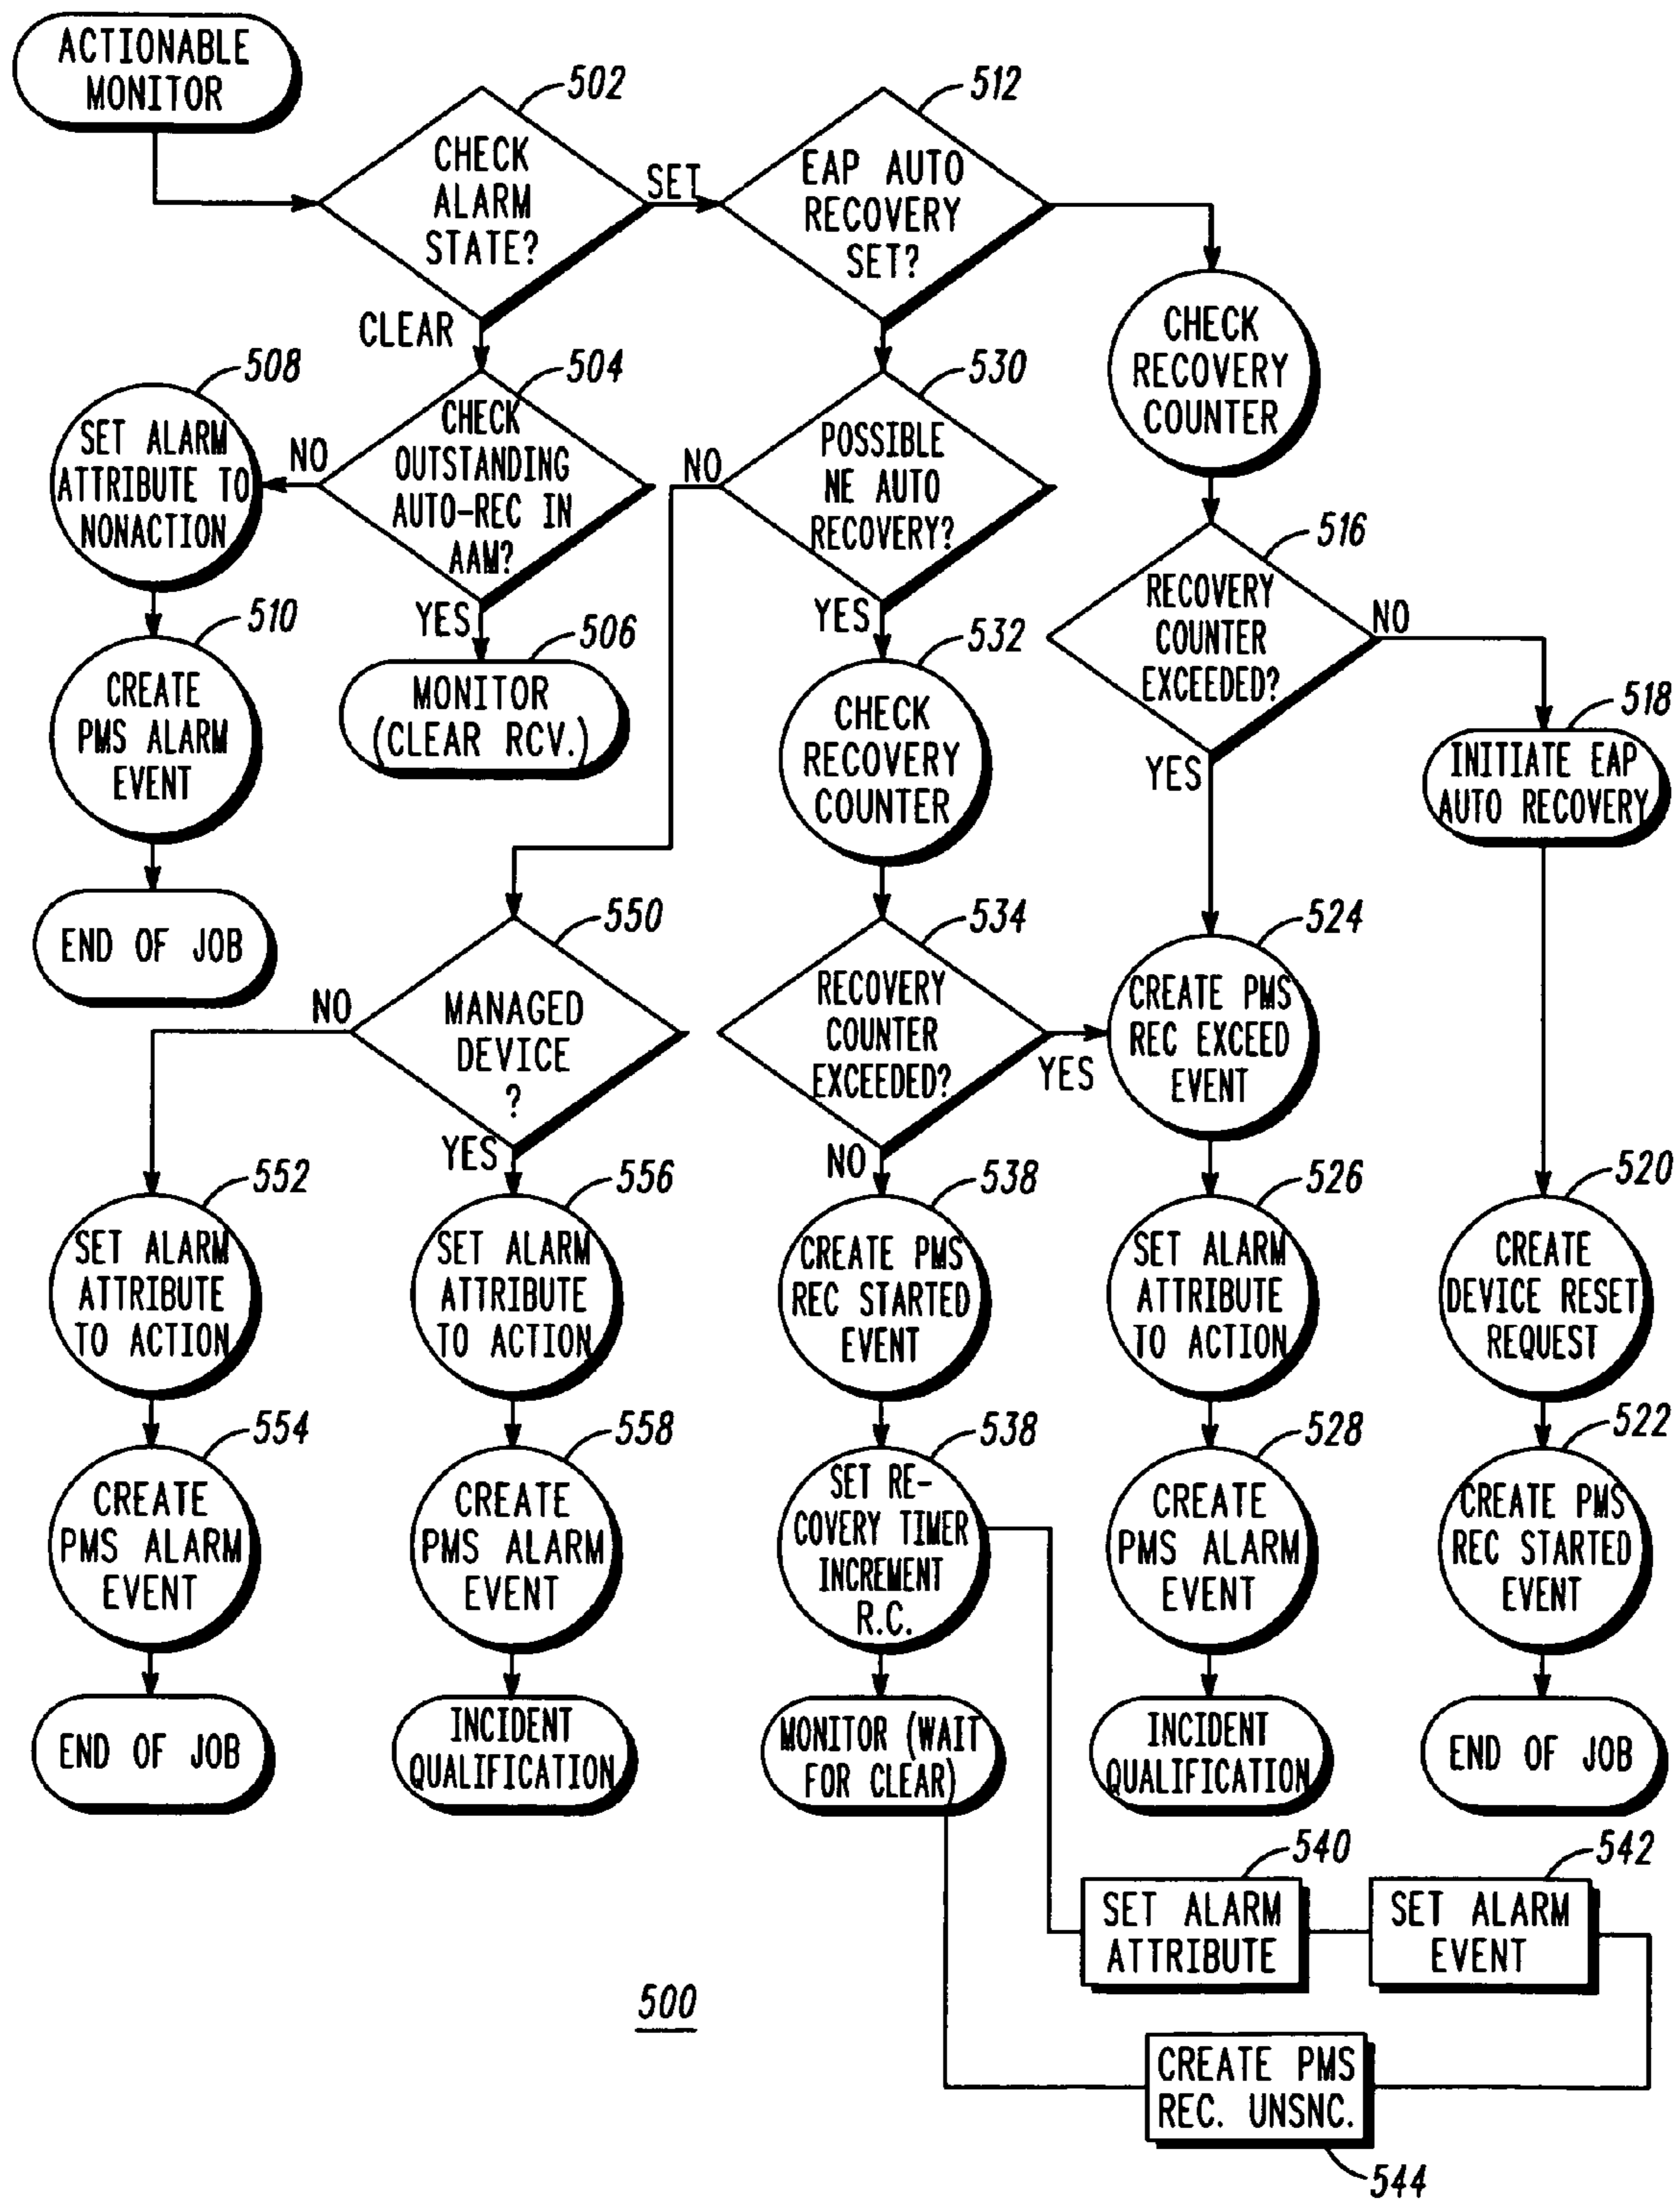 ACTIONABLE
MONITOR
502
CHECK
ALARM
STATE?
SET
CLEAR
512
EAP AUTO
RECOVERY
SET?
CHECK
RECOVERY
COUNTER
508
SET ALARM
ATTRIBUTE TO
NONACTION
NO
504
CHECK
OUTSTANDING
AUTO-REC IN
AAM?
YES
530
POSSIBLE
NE AUTO
RECOVERY?
NO
YES
516
RECOVERY
COUNTER
EXCEEDED?
NO
YES
510
CREATE
PMS ALARM
EVENT
506
MONITOR
(CLEAR RCV.)
532
CHECK
RECOVERY
COUNTER
518
INITIATE EAP
AUTO RECOVERY
END OF JOB
550
MANAGED
DEVICE
?
NO
YES
534
RECOVERY
COUNTER
EXCEEDED?
YES
NO
524
CREATE PMS
REC EXCEED
EVENT
552
SET ALARM
ATTRIBUTE
TO ACTION
556
SET ALARM
ATTRIBUTE
TO ACTION
538
CREATE PMS
REC STARTED
EVENT
526
SET ALARM
ATTRIBUTE
TO ACTION
520
CREATE
DEVICE RESET
REQUEST
554
CREATE
PMS ALARM
EVENT
558
CREATE
PMS ALARM
EVENT
538
SET RE-
COVERY TIMER
INCREMENT
R.C.
528
CREATE
PMS ALARM
EVENT
522
CREATE PMS
REC STARTED
EVENT
END OF JOB
INCIDENT
QUALIFICATION
MONITOR (WAIT
FOR CLEAR)
INCIDENT
QUALIFICATION
END OF JOB
540
SET ALARM
ATTRIBUTE
542
SET ALARM
EVENT
500
CREATE PMS
REC. UNSNC.
544